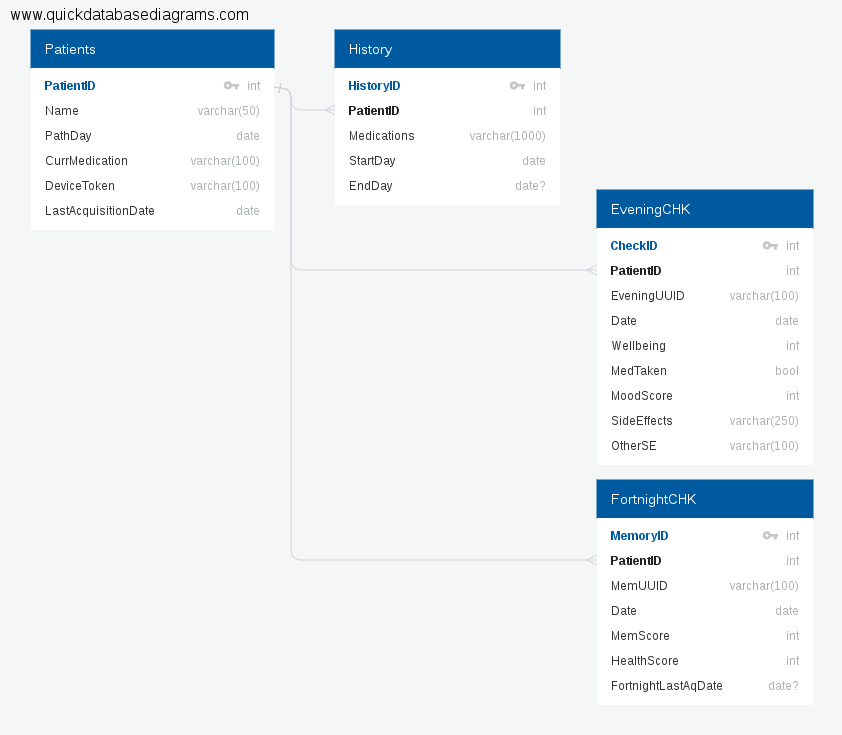 www.quickdatabasediagrams.com
Patients
PatientID int
Name varchar(50)
PathDay date
CurrMedication varchar(100)
DeviceToken varchar(100)
LastAcquisitionDate date
History
HistoryID int
PatientID int
Medications varchar(1000)
StartDay date
EndDay date?
EveningCHK
CheckID int
PatientID int
EveningUUID varchar(100)
Date date
Wellbeing int
MedTaken bool
MoodScore int
SideEffects varchar(250)
OtherSE varchar(100)
FortnightCHK
MemoryID int
PatientID int
MemUUID varchar(100)
Date date
MemScore int
HealthScore int
FortnightLastAqDate date?